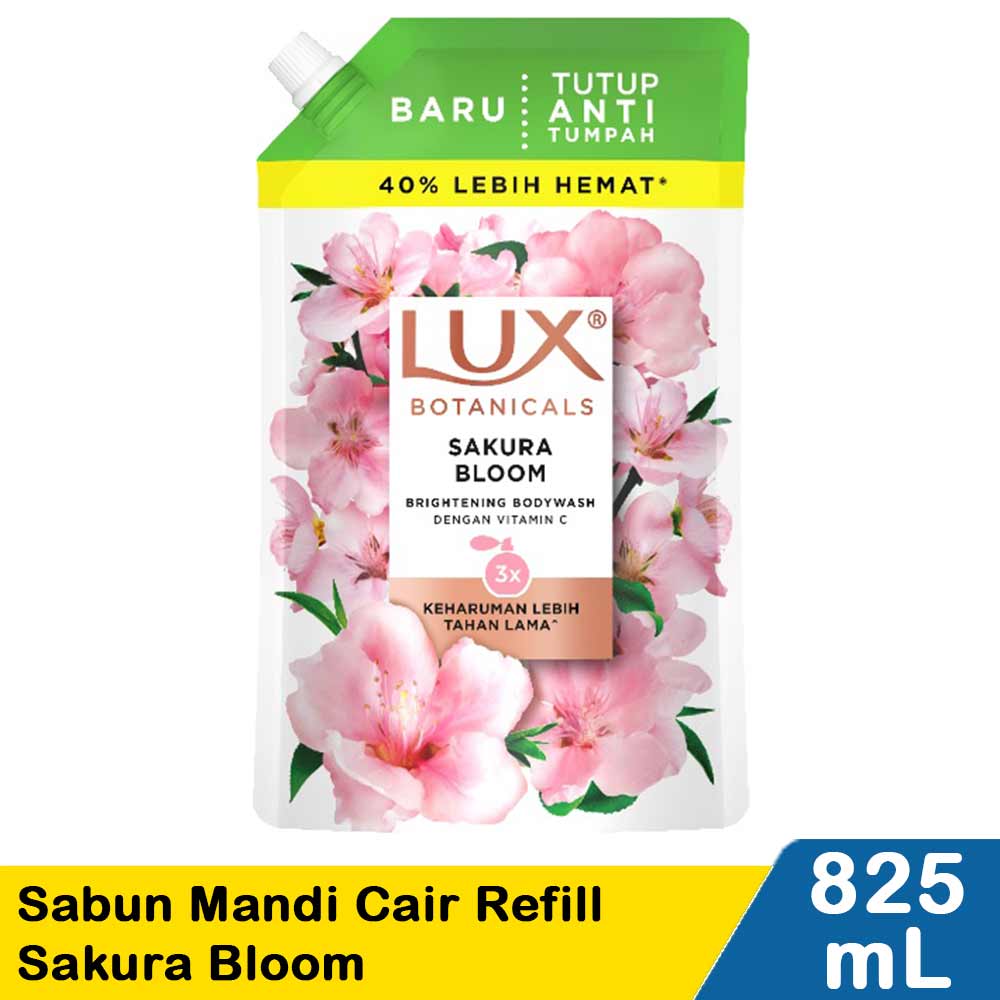 BARU
TUTUP
ANTI
TUMPAH
40% LEBIH HEMAT*
LUX®
BOTANICALS
SAKURA
BLOOM
BRIGHTENING BODYWASH
DENGAN VITAMIN C
3x
KEHARUMAN LEBIH
TAHAN LAMA^
Sabun Mandi Cair Refill
Sakura Bloom
825
mL